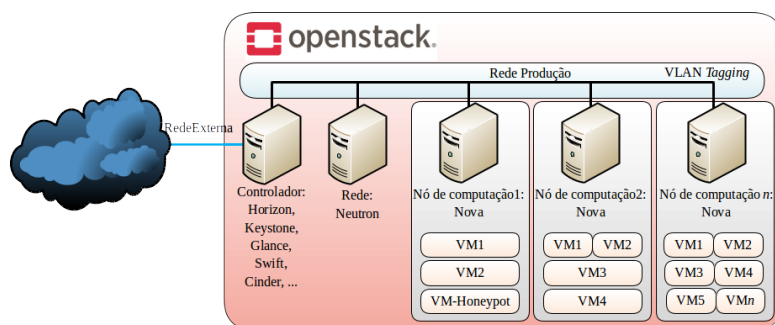 openstack.
Rede Produção
VLAN Tagging
RedeExterna
Controlador:
Horizon,
Keystone,
Glance,
Swift,
Cinder, ...
Rede:
Neutron
Nó de computação1:
Nova
VM1
VM2
VM-Honeypot
Nó de computação2:
Nova
VM1
VM2
VM3
VM4
Nó de computação n:
Nova
VM1
VM2
VM3
VM4
VM5
VMn